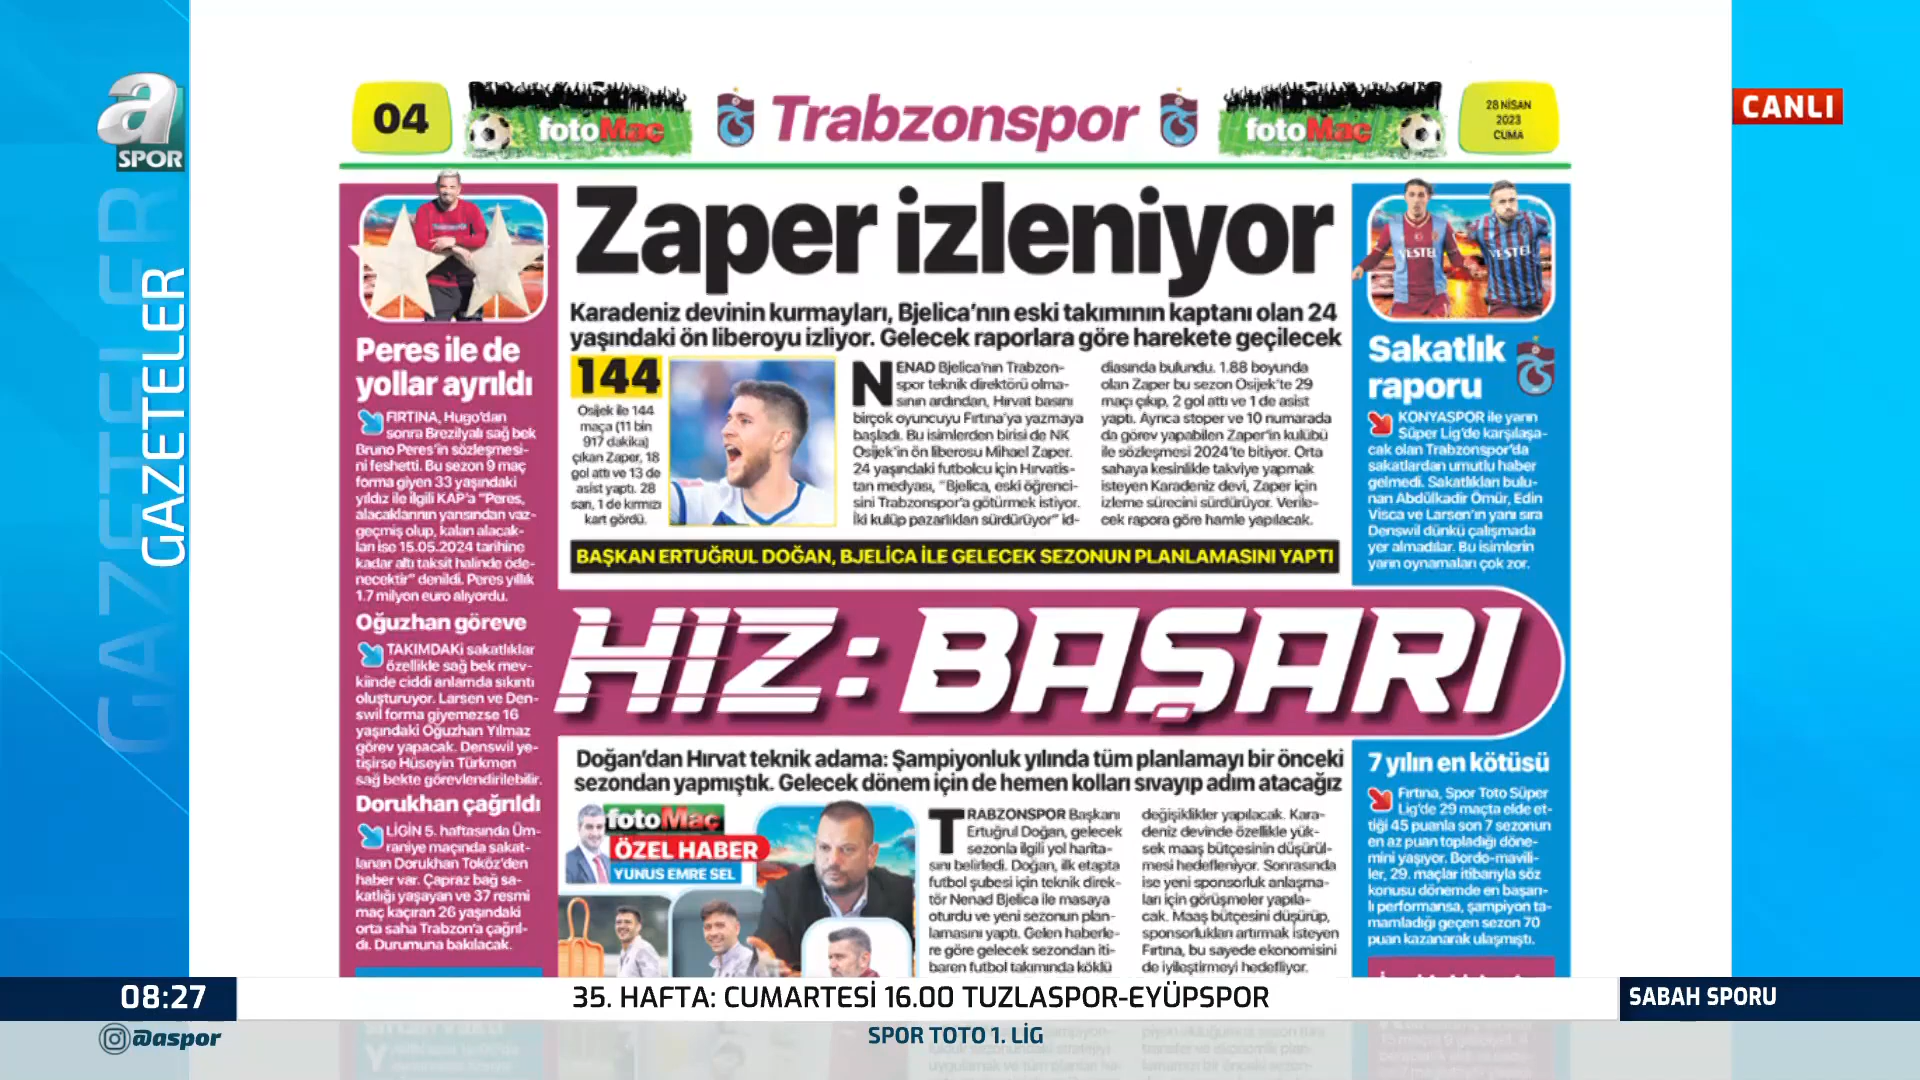 a
SPOR
GAZETELER
GAZETELER
CANLI
04
fotoMaç
Trabzonspor
fotoMaç
28 NİSAN
2023
CUMA
Peres ile de
yollar ayrıldı
FIRTINA, Hugo'dan
sonra Brezilyalı sağ bek
Bruno Peres'in sözleşmesi-
ni feshetti. Bu sezon 9 maç
forma giyen 33 yaşındaki
yıldız ile ilgili KAP'a "Peres,
alacaklarının yarısından vaz-
geçmiş olup, kalan alacak-
ları ise 15.05.2024 tarihine
kadar altı taksit halinde öde-
necektir" denildi. Peres yıllık
1.7 milyon euro alıyordu.
Oğuzhan göreve
TAKIMDAKİ sakatlıklar
özellikle sağ bek mev-
kiinde ciddi anlamda sıkıntı
oluşturuyor. Larsen ve Den-
swil forma giyemezse 16
yaşındaki Oğuzhan Yılmaz
görev yapacak. Denswil ye-
tişirse Hüseyin Türkmen
sağ bekte görevlendirilebilir.
Dorukhan çağrıldı
LİGİN 5. haftasında Üm-
raniye maçında sakat-
lanan Dorukhan Toköz'den
haber var. Çapraz bağ sa-
katlığı yaşayan ve 37 resmi
maç kaçıran 26 yaşındaki
orta saha Trabzon'a çağrıl-
dı. Durumuna bakılacak.
Zaper izleniyor
Karadeniz devinin kurmayları, Bjelica'nın eski takımının kaptanı olan 24
yaşındaki ön liberoyu izliyor. Gelecek raporlara göre harekete geçilecek
144
Osijek ile 144
maça (11 bin
917 dakika)
çıkan Zaper, 18
gol attı ve 13 de
asist yaptı. 28
sarı, 1 de kırmızı
kart gördü.
NENAD Bjelica'nın Trabzon-
spor teknik direktörü olma-
sının ardından, Hırvat basını
birçok oyuncuyu Fırtına'ya yazmaya
başladı. Bu isimlerden birisi de NK
Osijek'in ön liberosu Mihael Zaper.
24 yaşındaki futbolcu için Hırvatis-
tan medyası, "Bjelica, eski öğrenci-
sini Trabzonspor'a götürmek istiyor.
İki kulüp pazarlıkları sürdürüyor" id-
diasında bulundu. 1.88 boyunda
olan Zaper bu sezon Osijek'te 29
maçı çıkıp, 2 gol attı ve 1 de asist
yaptı. Ayrıca stoper ve 10 numarada
da görev yapabilen Zaper'in kulübü
ile sözleşmesi 2024'te bitiyor. Orta
sahaya kesinlikle takviye yapmak
isteyen Karadeniz devi, Zaper için
izleme sürecini sürdürüyor. Verile-
cek rapora göre hamle yapılacak.
BAŞKAN ERTUĞRUL DOĞAN, BJELİCA İLE GELECEK SEZONUN PLANLAMASINI YAPTI
HIZ: BAŞARI
Doğan'dan Hırvat teknik adama: Şampiyonluk yılında tüm planlamayı bir önceki
sezondan yapmıştık. Gelecek dönem için de hemen kolları sıvayıp adım atacağız
fotoMaç
ÖZEL HABER
YUNUS EMRE SEL
TRABZONSPOR Başkanı
Ertuğrul Doğan, gelecek
sezonla ilgili yol harita-
sını belirledi. Doğan, ilk etapta
futbol şubesi için teknik direk-
tör Nenad Bjelica ile masaya
oturdu ve yeni sezonun plan-
lamasını yaptı. Gelen haberle-
re göre gelecek sezondan iti-
baren futbol takımında köklü
değişiklikler yapılacak. Kara-
deniz devinde özellikle yük-
sek maaş bütçesinin düşürül-
mesi hedefleniyor. Sonrasında
ise yeni sponsorluk anlaşma-
ları için görüşmeler yapıla-
cak. Maaş bütçesini düşürüp,
sponsorlukları artırmak isteyen
Fırtına, bu sayede ekonomisini
de iyileştirmeyi hedefliyor.
VESTEL
VESTEL
Sakatlık
raporu
KONYASPOR ile yarın
Süper Lig'de karşılaşa-
cak olan Trabzonspor'da
sakatlardan umutlu haber
gelmedi. Sakatlıkları bulu-
nan Abdülkadir Ömür, Edin
Visca ve Larsen'in yanı sıra
Denswil dünkü çalışmada
yer almadılar. Bu isimlerin
yarın oynamaları çok zor.
7 yılın en kötüsü
Fırtına, Spor Toto Süper
Lig'de 29 maçta elde et-
tiği 45 puanla son 7 sezonun
en az puan topladığı döne-
mini yaşıyor. Bordo-mavili-
ler, 29. maçlar itibarıyla söz
konusu dönemde en başarı-
lı performansa, şampiyon ta-
mamladığı geçen sezon 70
puan kazanarak ulaşmıştı.
08:27
35. HAFTA: CUMARTESİ 16.00 TUZLASPOR-EYÜPSPOR
SABAH SPORU
@aspor
SPOR TOTO 1. LİG